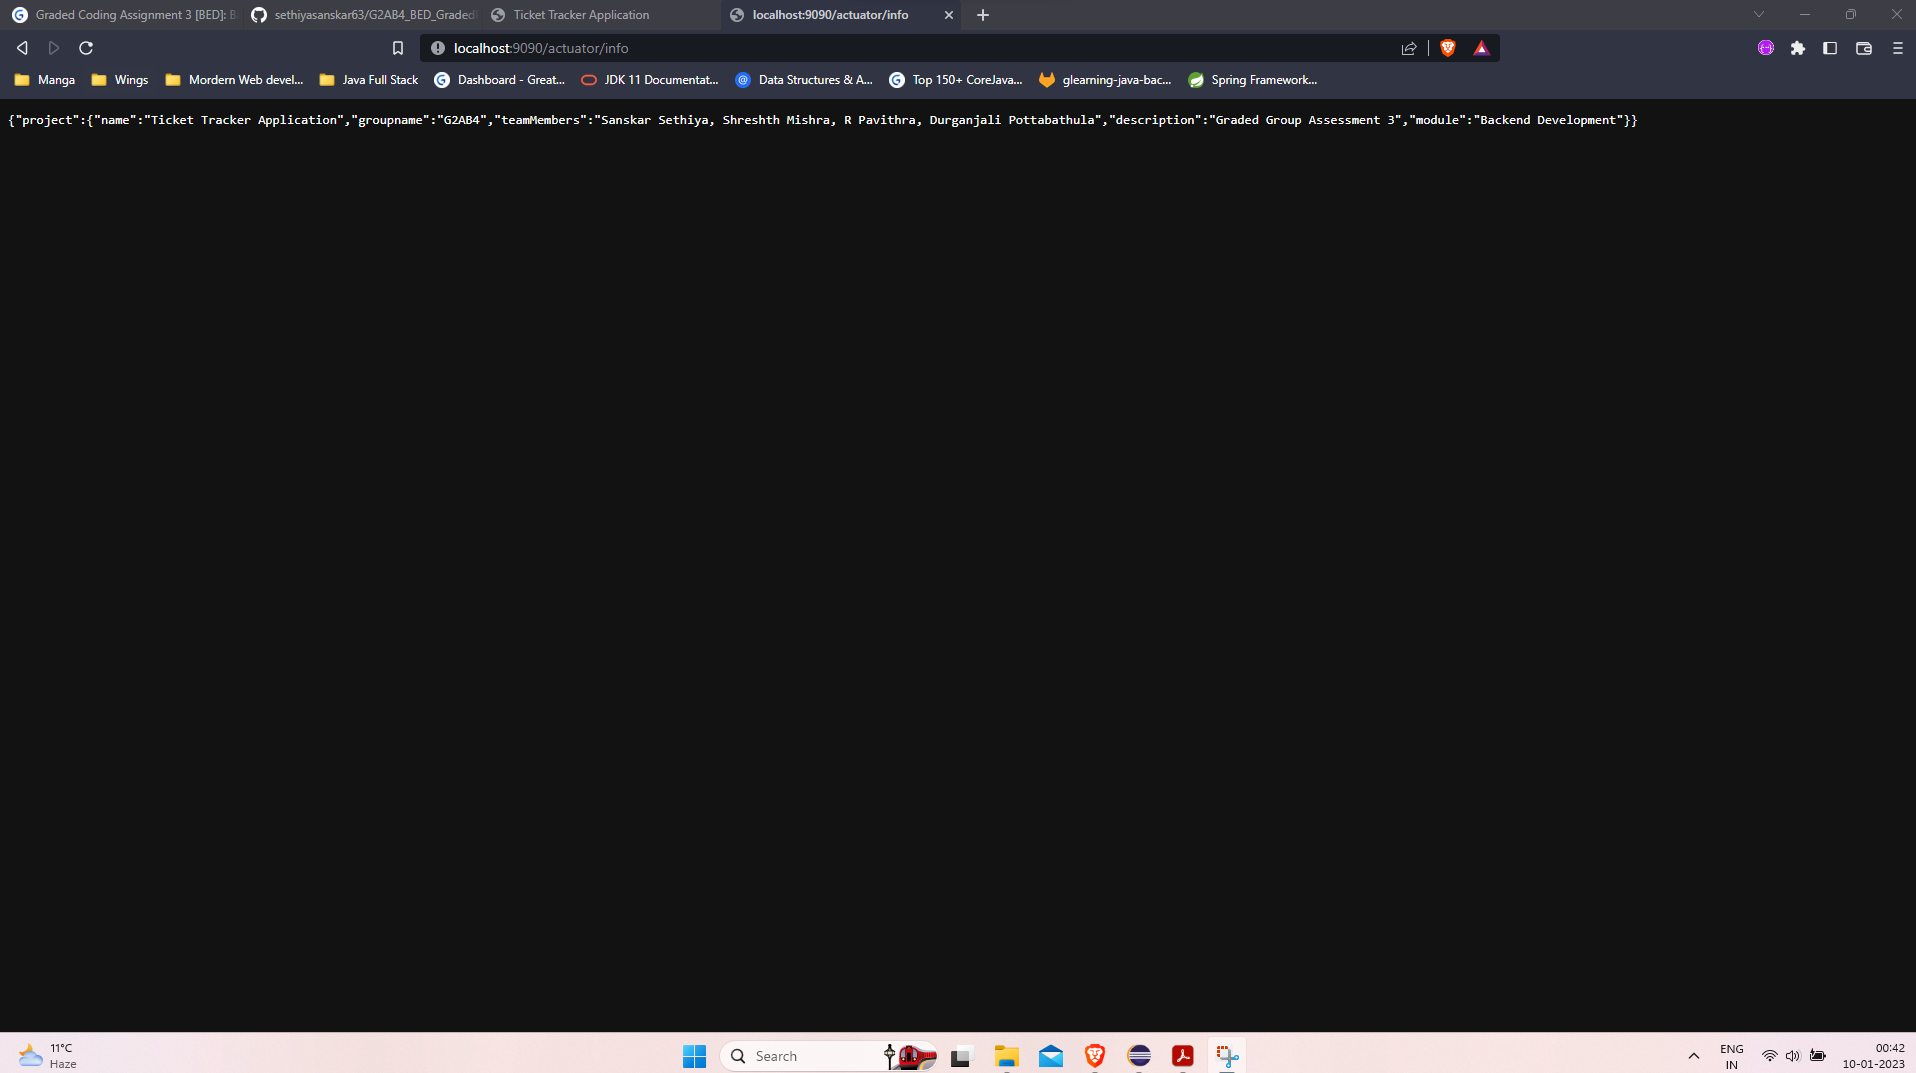 Graded Coding Assignment 3 [BED]: B
sethiyasanskar63/G2AB4_BED_Graded
Ticket Tracker Application
localhost:9090/actuator/info
localhost:9090/actuator/info
Manga
Wings
Mordern Web devel...
Java Full Stack
Dashboard - Great...
JDK 11 Documentat...
Data Structures & A...
Top 150+ CoreJava...
glearning-java-bac...
Spring Framework...
{"project":{"name":"Ticket Tracker Application","groupname":"G2AB4","teamMembers":"Sanskar Sethiya, Shreshth Mishra, R Pavithra, Durganjali Pottabathula","description":"Graded Group Assessment 3","module":"Backend Development"}}
11°C
Haze
Search
ENG
IN
00:42
10-01-2023